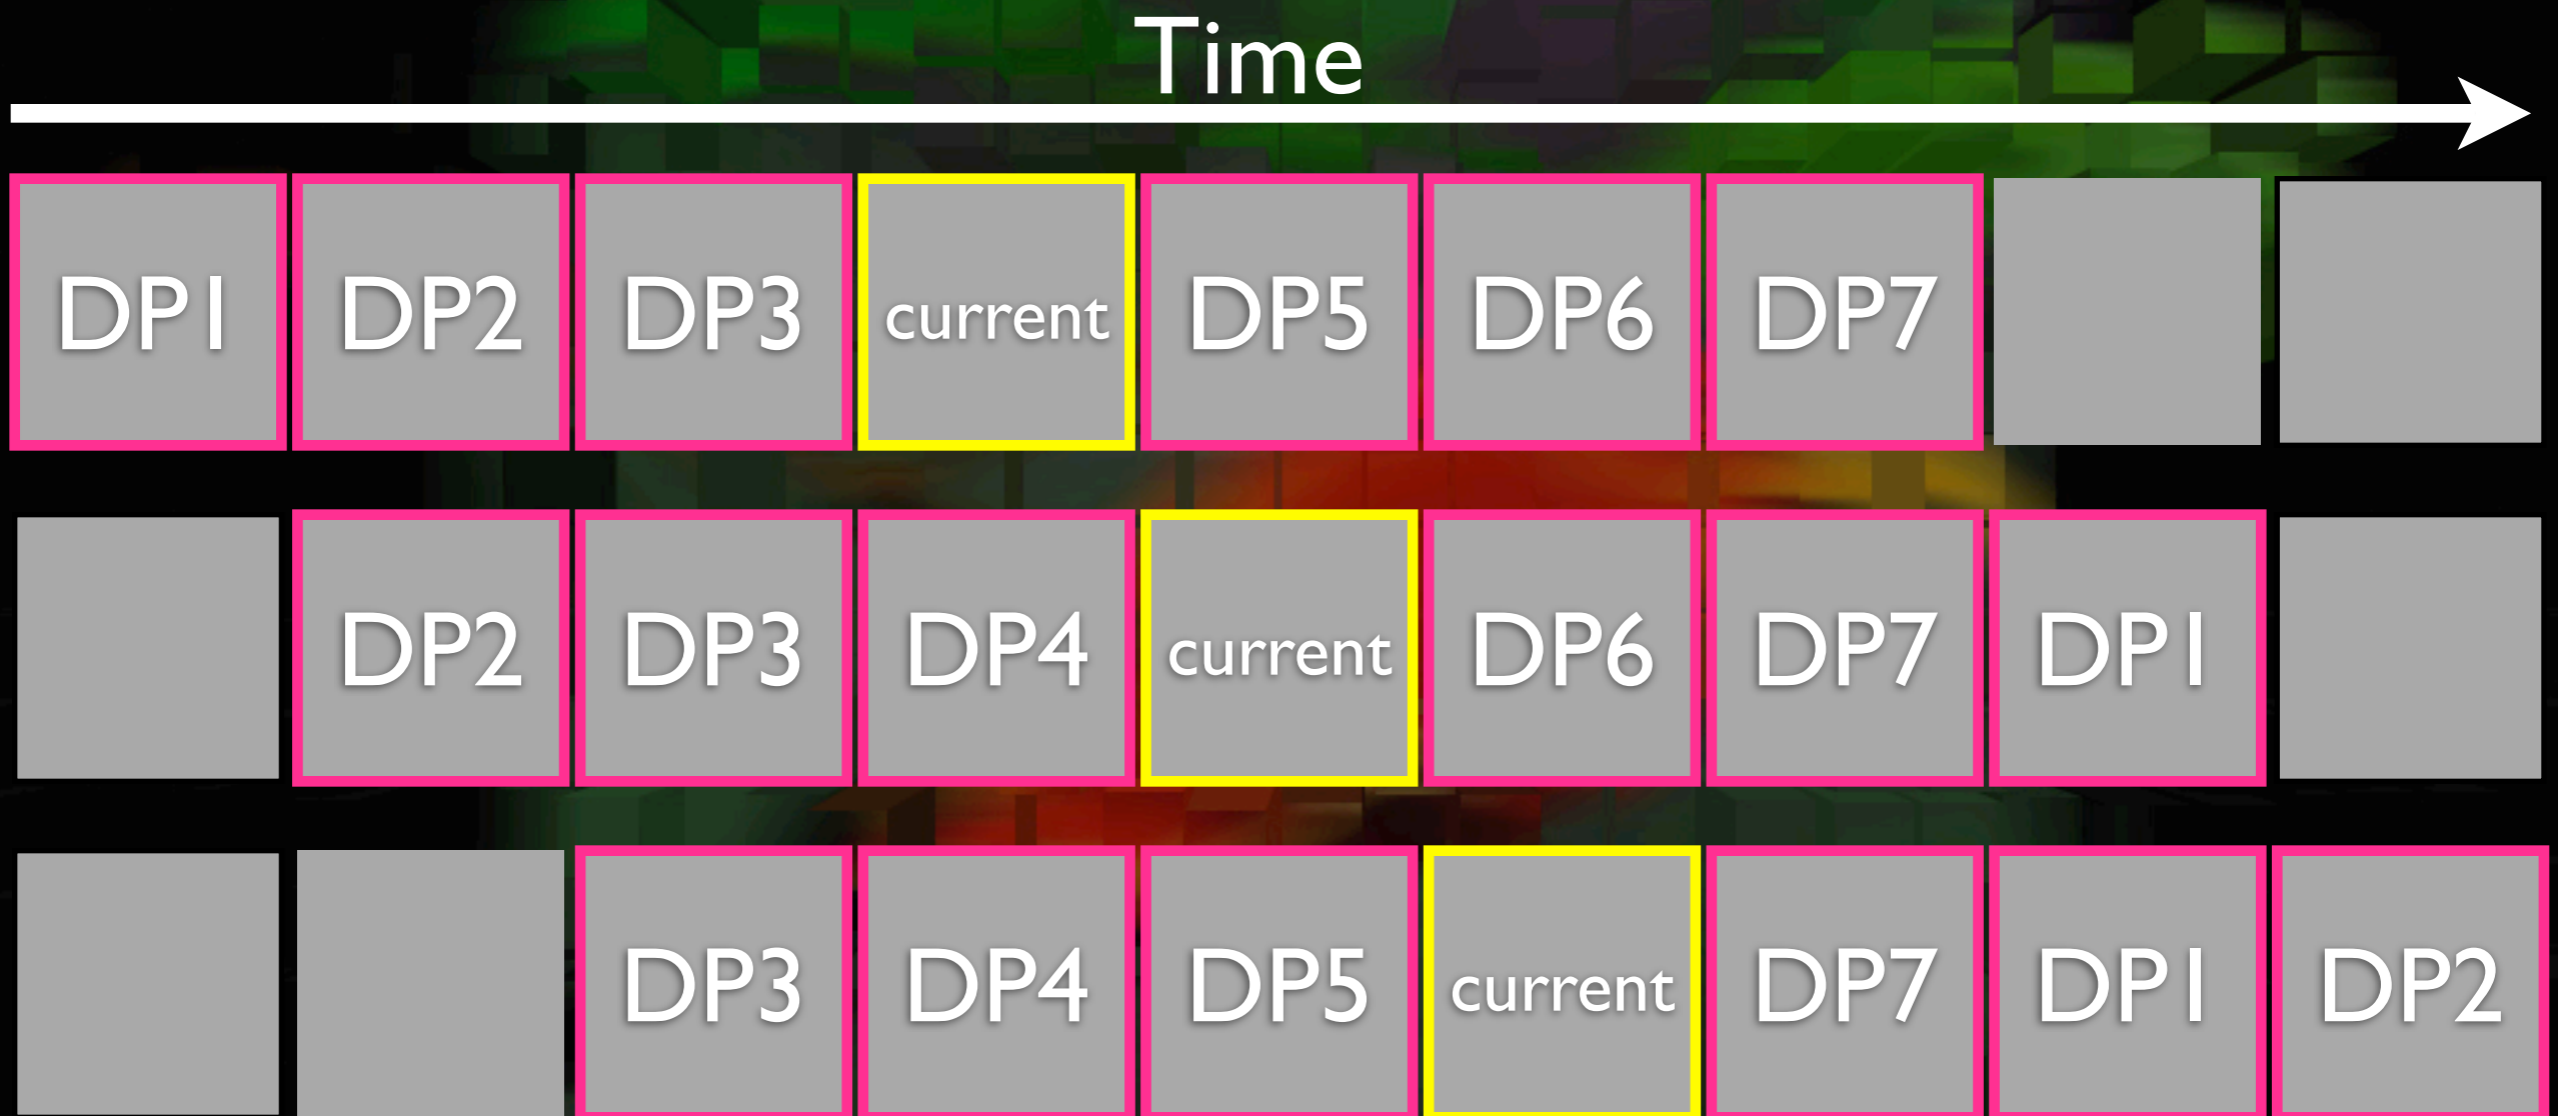 Time
DP1 DP2 DP3 current DP5 DP6 DP7
DP2 DP3 DP4 current DP6 DP7 DP1
DP3 DP4 DP5 current DP7 DP1 DP2